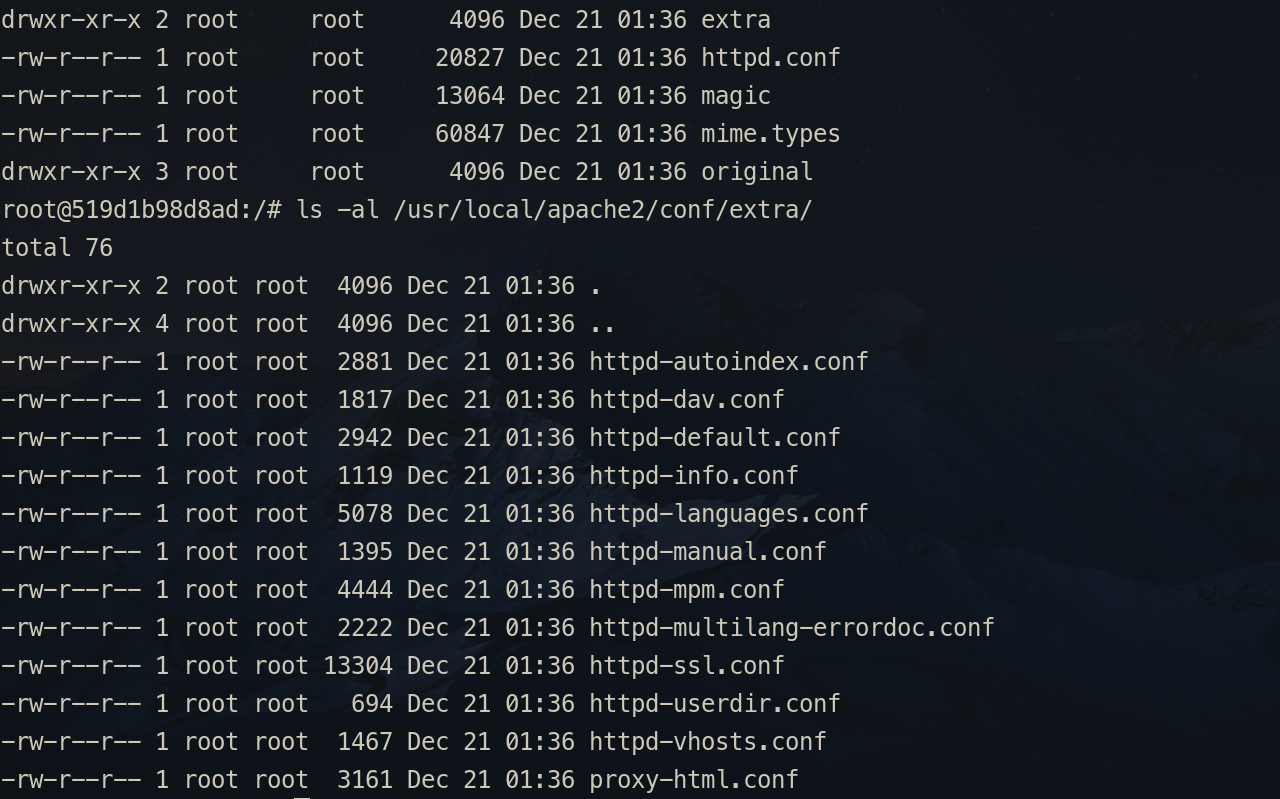 drwxr-xr-x 2 root     root      4096 Dec 21 01:36 extra
-rw-r--r-- 1 root     root     20827 Dec 21 01:36 httpd.conf
-rw-r--r-- 1 root     root     13064 Dec 21 01:36 magic
-rw-r--r-- 1 root     root     60847 Dec 21 01:36 mime.types
drwxr-xr-x 3 root     root      4096 Dec 21 01:36 original
root@519d1b98d8ad:/# ls -al /usr/local/apache2/conf/extra/
total 76
drwxr-xr-x 2 root root  4096 Dec 21 01:36 .
drwxr-xr-x 4 root root  4096 Dec 21 01:36 ..
-rw-r--r-- 1 root root  2881 Dec 21 01:36 httpd-autoindex.conf
-rw-r--r-- 1 root root  1817 Dec 21 01:36 httpd-dav.conf
-rw-r--r-- 1 root root  2942 Dec 21 01:36 httpd-default.conf
-rw-r--r-- 1 root root  1119 Dec 21 01:36 httpd-info.conf
-rw-r--r-- 1 root root  5078 Dec 21 01:36 httpd-languages.conf
-rw-r--r-- 1 root root  1395 Dec 21 01:36 httpd-manual.conf
-rw-r--r-- 1 root root  4444 Dec 21 01:36 httpd-mpm.conf
-rw-r--r-- 1 root root  2222 Dec 21 01:36 httpd-multilang-errordoc.conf
-rw-r--r-- 1 root root 13304 Dec 21 01:36 httpd-ssl.conf
-rw-r--r-- 1 root root   694 Dec 21 01:36 httpd-userdir.conf
-rw-r--r-- 1 root root  1467 Dec 21 01:36 httpd-vhosts.conf
-rw-r--r-- 1 root root  3161 Dec 21 01:36 proxy-html.conf